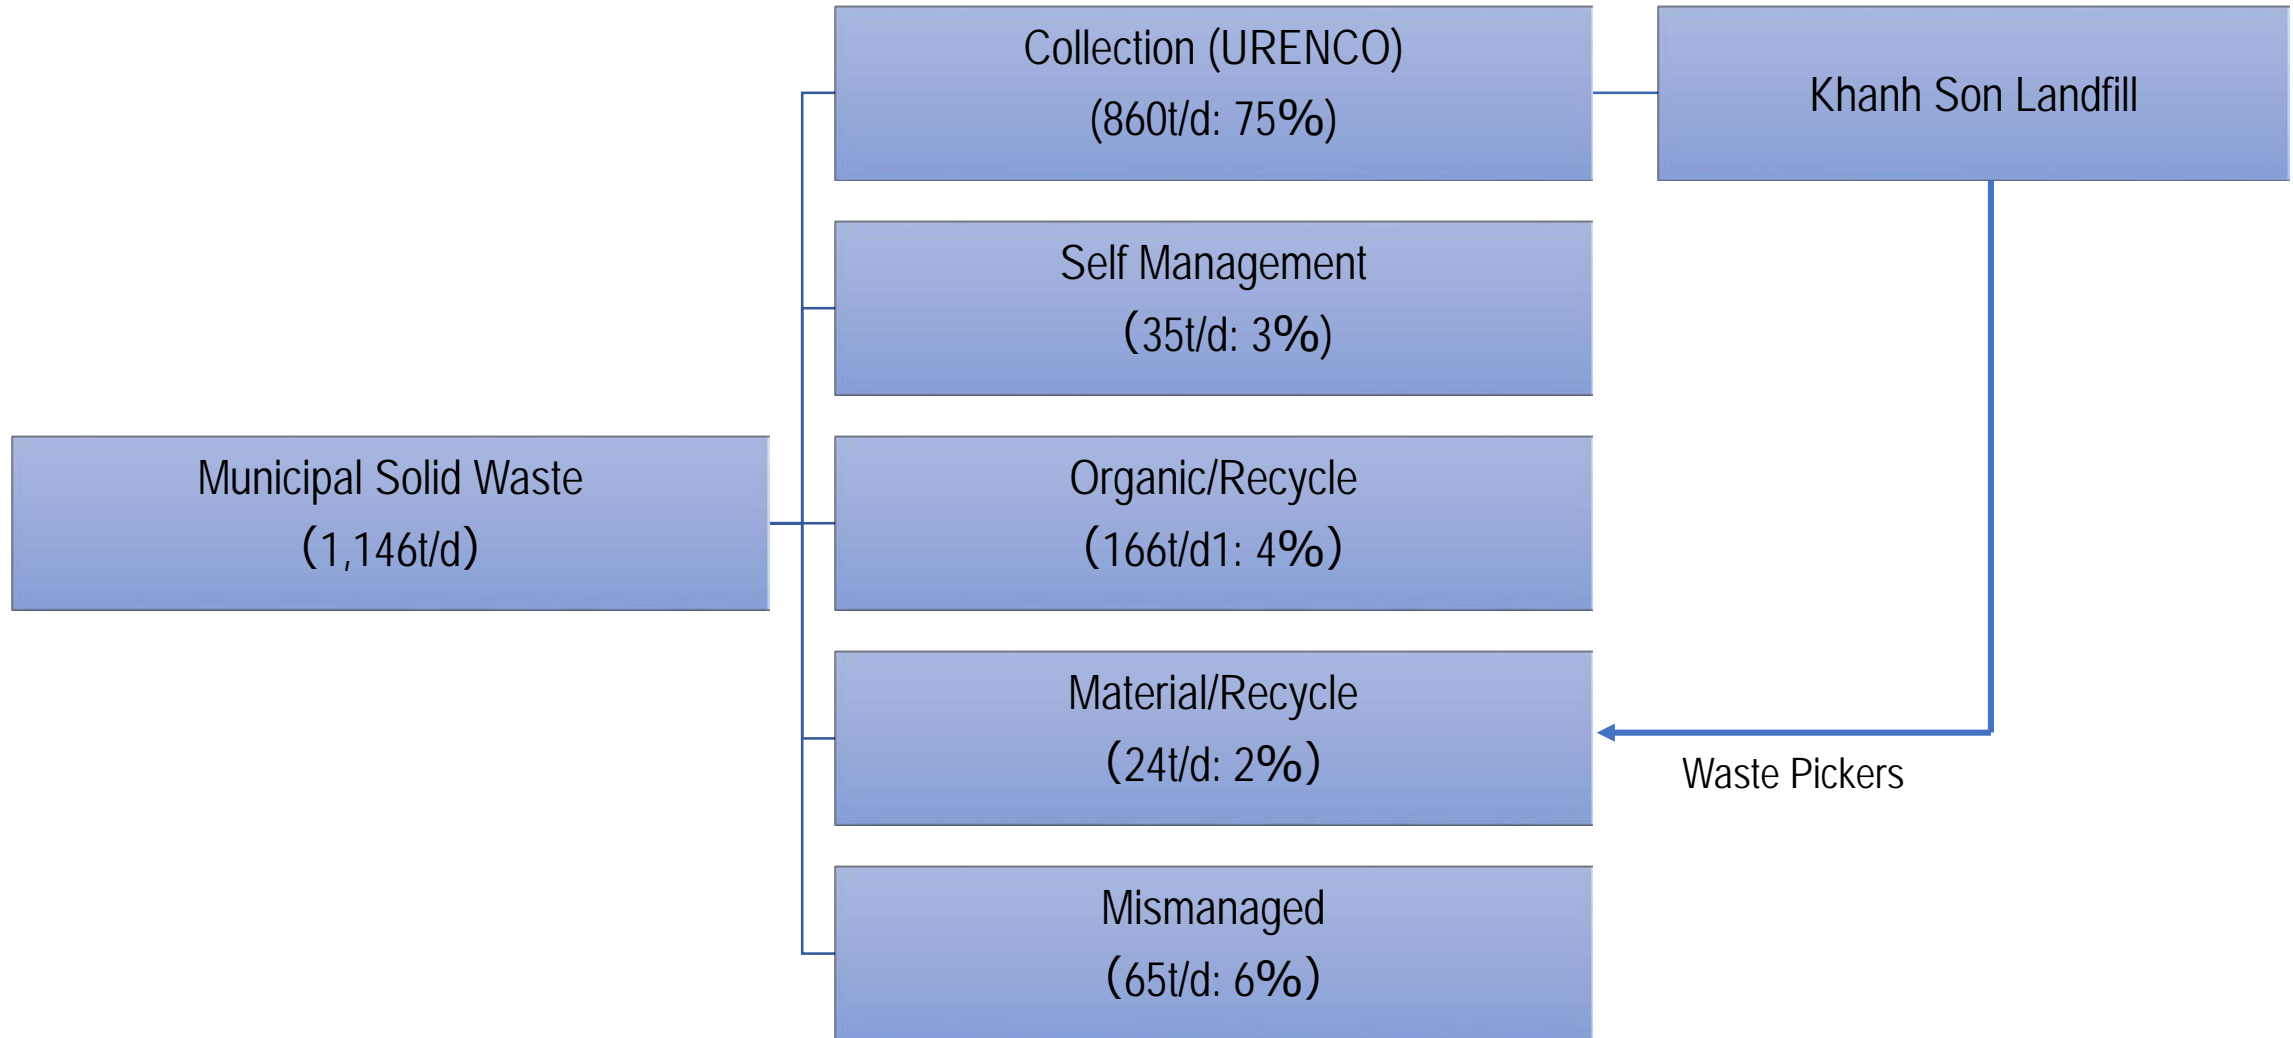 Collection (URENCO)
(860t/d: 75%)
Khanh Son Landfill
Self Management
(35t/d: 3%)
Municipal Solid Waste
(1,146t/d)
Organic/Recycle
(166t/d1: 4%)
Material/Recycle
(24t/d: 2%)
Waste Pickers
Mismanaged
(65t/d: 6%)